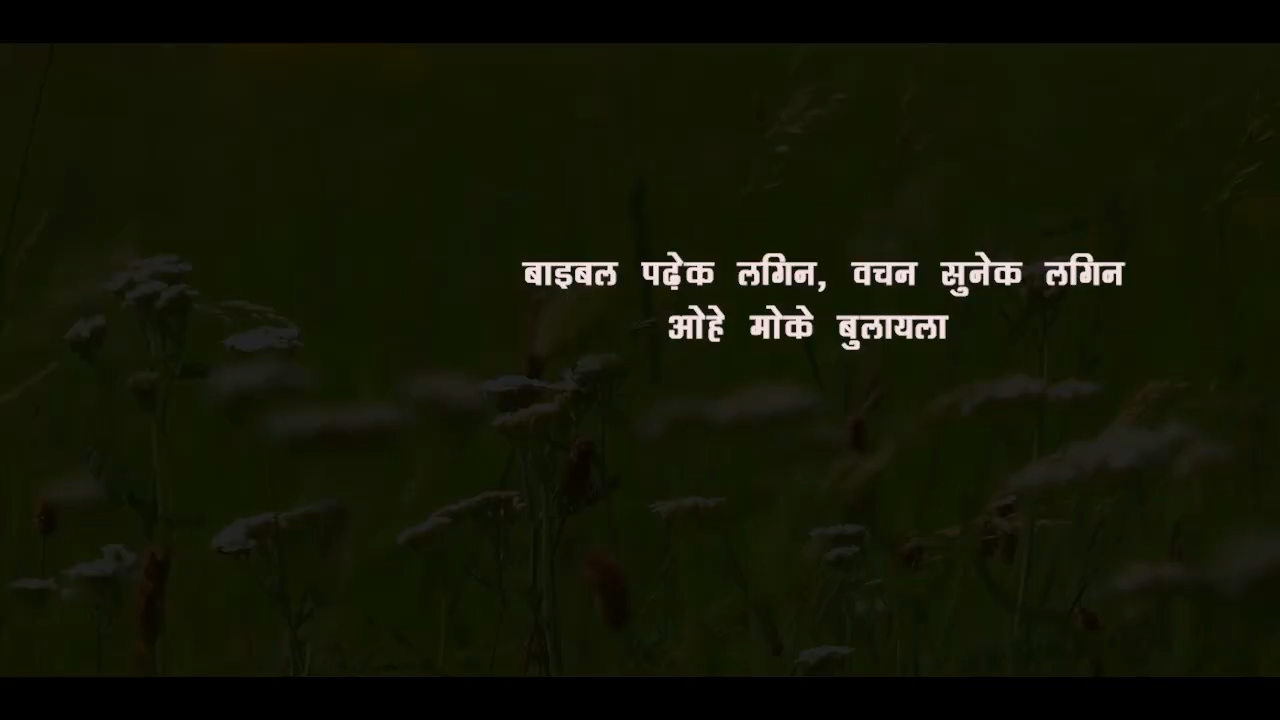 बाइबल पढ़ेक लगिन, वचन सुनेक लगिन
ओहे मोके बुलायला